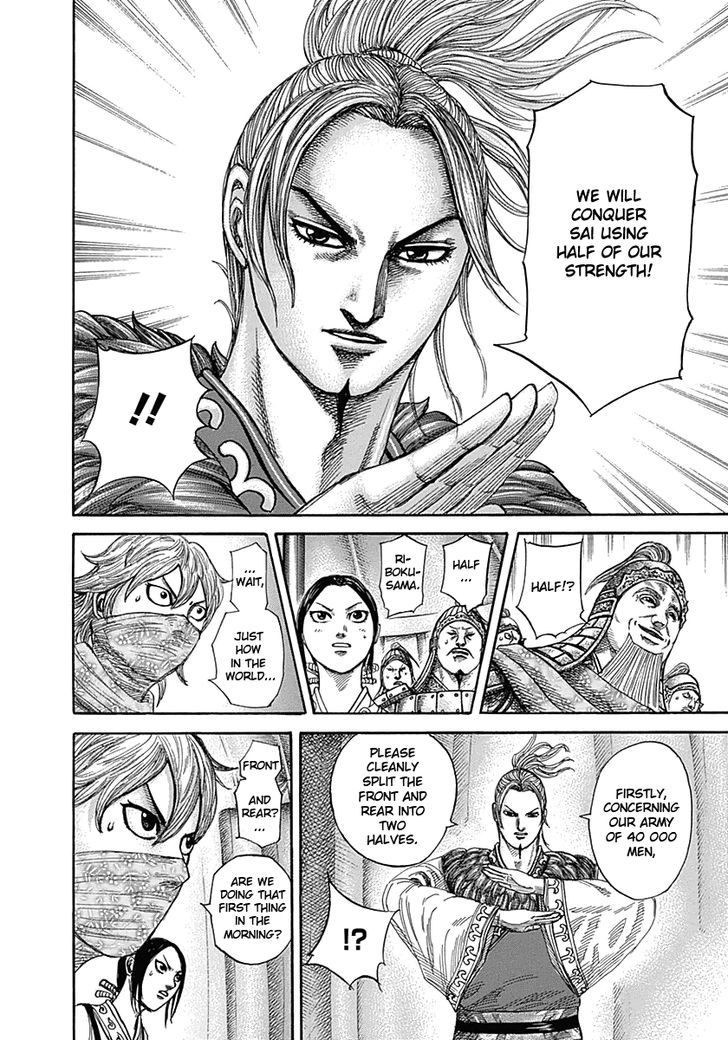 WE WILL
CONQUER
SAI USING
HALF OF OUR
STRENGTH!
!!
HALF!?
HALF
...
RI-
BOKU-
SAMA.
...
WAIT,
JUST
HOW
IN THE
WORLD...
FIRSTLY,
CONCERNING
OUR ARMY
OF 40 000
MEN,
PLEASE
CLEANLY
SPLIT THE
FRONT AND
REAR INTO
TWO
HALVES.
!?
FRONT
AND
REAR?
...
ARE WE
DOING THAT
FIRST THING
IN THE
MORNING?